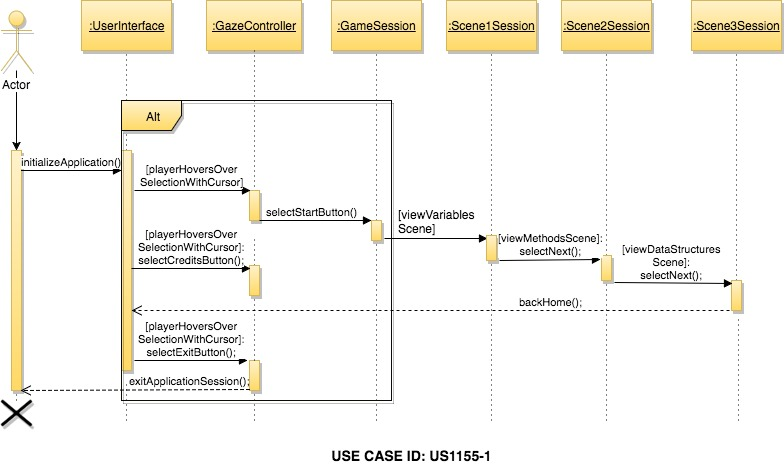 :UserInterface
:GazeController
:GameSession
:Scene1Session
:Scene2Session
:Scene3Session
Actor
Alt
initializeApplication()
[playerHoversOver
SelectionWithCursor]
selectStartButton()
[viewVariables
Scene]
[viewMethodsScene]:
selectNext();
[viewDataStructures
Scene]:
selectNext();
[playerHoversOver
SelectionWithCursor]:
selectCreditsButton();
backHome();
[playerHoversOver
SelectionWithCursor]:
selectExitButton();
exitApplicationSession();
USE CASE ID: US1155-1